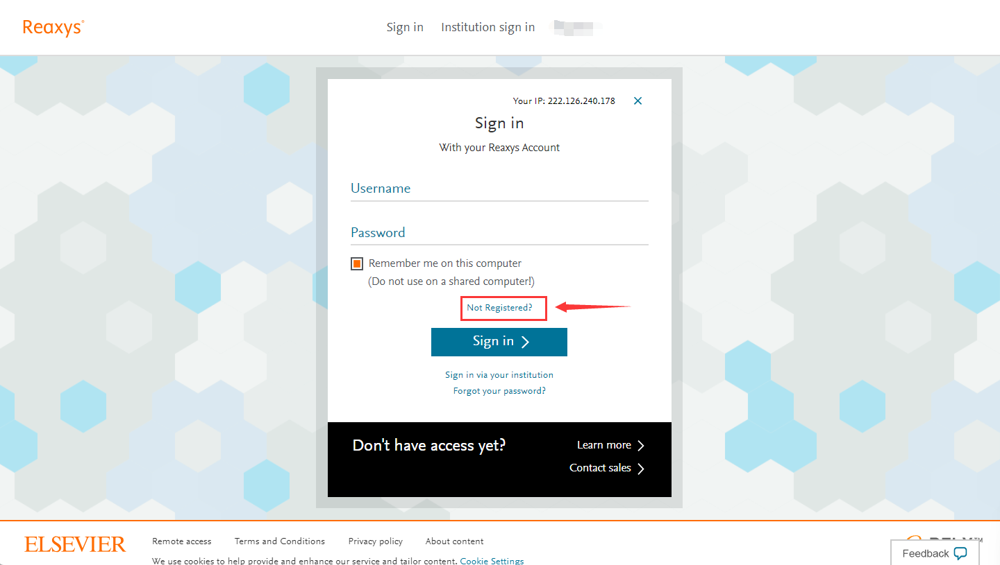 Reaxys®
Sign in
Institution sign in
Your IP: 222.126.240.178
Sign in
With your Reaxys Account
Username
Password
Remember me on this computer
(Do not use on a shared computer!)
Not Registered?
Sign in
Sign in via your institution
Forgot your password?
Don't have access yet?
Learn more
Contact sales
ELSEVIER
Remote access
Terms and Conditions
Privacy policy
About content
We use cookies to help provide and enhance our service and tailor content. Cookie Settings
Feedback